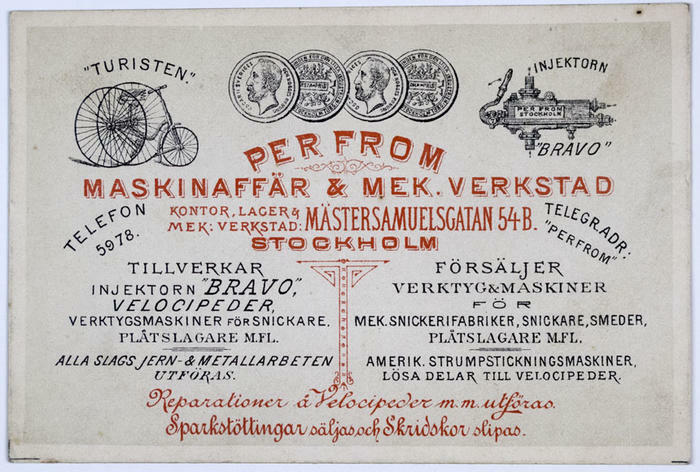 "TURISTEN."
INJEKTORN
PER FROM
STOCKHOLM
"BRAVO"
PER FROM
MASKINAFFÄR & MEK. VERKSTAD
KONTOR, LAGER &
MEK: VERKSTAD: MÄSTERSAMUELSGATAN 54 B.
STOCKHOLM
TELEFON
5978.
TELEGR.ADR:
"PERFROM"
TILLVERKAR
INJEKTORN "BRAVO",
VELOCIPEDER,
VERKTYGSMASKINER FÖR SNICKARE,
PLÅTSLAGARE M.FL.
ALLA SLAGS JERN- & METALLARBETEN
UTFÖRAS.
FÖRSÄLJER
VERKTYG & MASKINER
FÖR
MEK. SNICKERIFABRIKER, SNICKARE, SMEDER,
PLÅTSLAGARE M.FL.
AMERIK. STRUMPSTICKNINGSMASKINER,
LÖSA DELAR TILL VELOCIPEDER.
Reparationer å Velocipeder m.m. utföras.
Sparkstöttingar säljas, och Skridskor slipas.